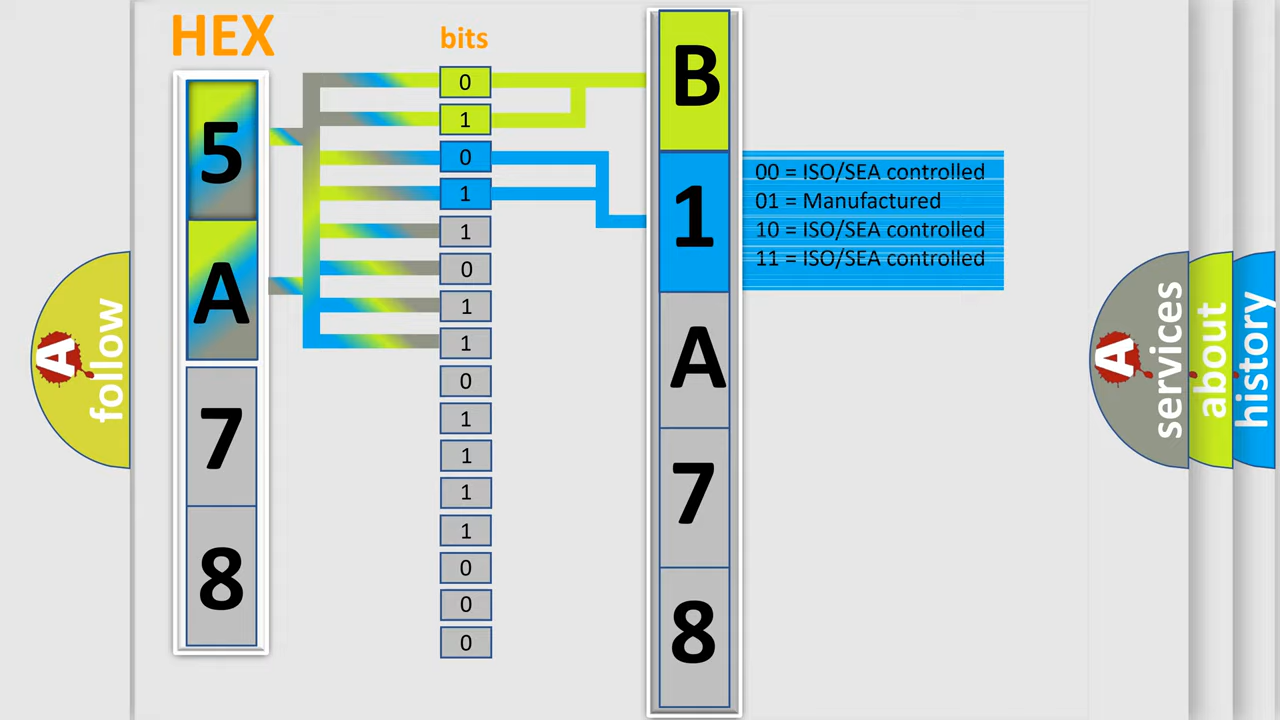 HEX
bits
5
A
7
8
0
1
0
1
1
0
1
1
0
1
1
1
1
0
0
0
B
1
A
7
8
00 = ISO/SEA controlled
01 = Manufactured
10 = ISO/SEA controlled
11 = ISO/SEA controlled
A
follow
A
services
about
history